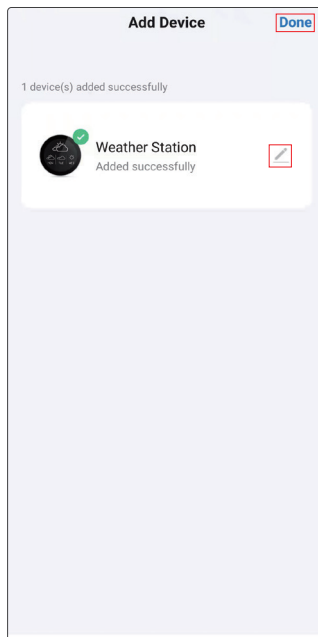 Add Device
Done
1 device(s) added successfully
Weather Station
Added successfully